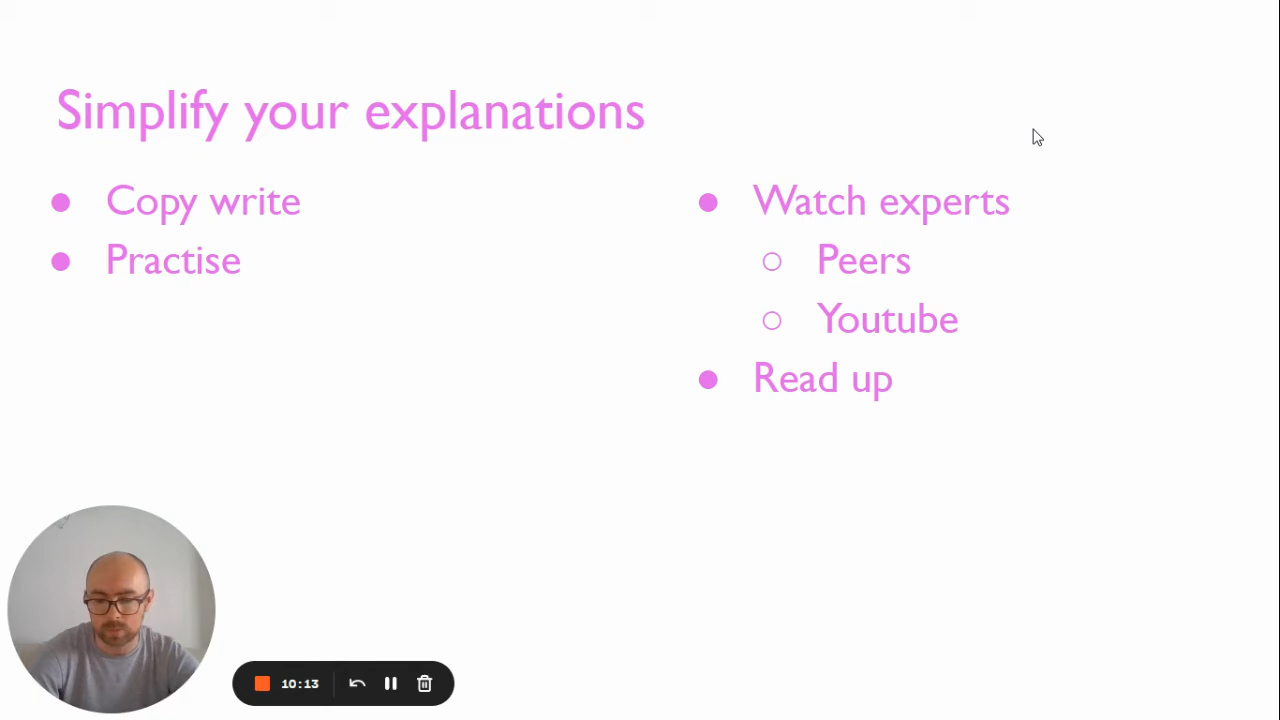 Simplify your explanations
Copy write
Practise
Watch experts
Peers
Youtube
Read up
10:13